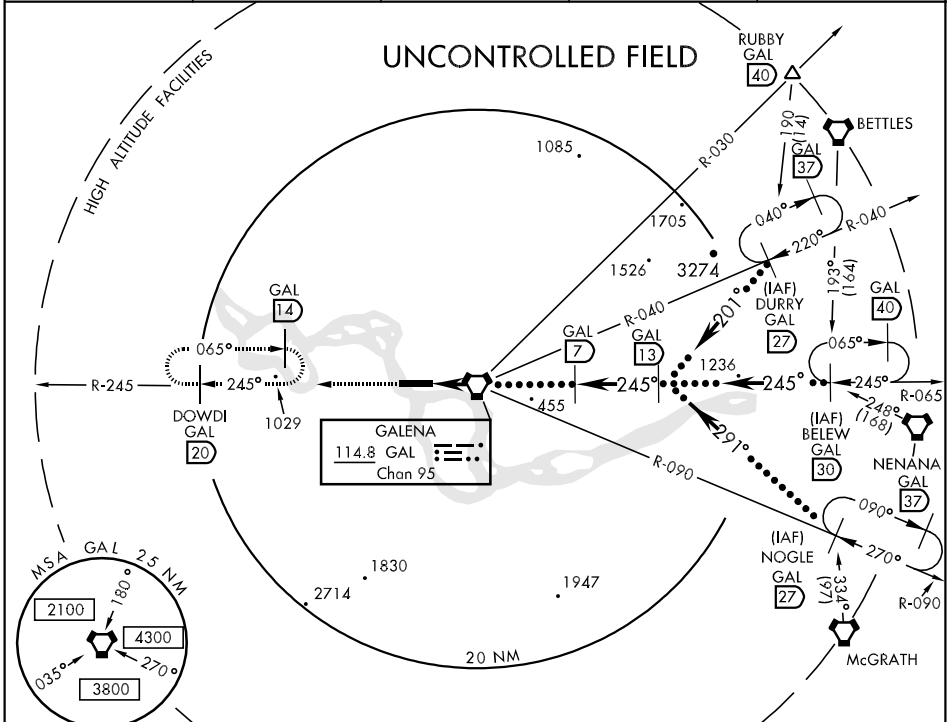 UNCONTROLLED FIELD
HIGH ALTITUDE FACILITIES
RUBBY
GAL
40
BETTLES
190
(14)
GAL
37
R-030
1085
1705
1526
3274
040°
220°
R-040
R-040
193°
(164)
(IAF)
DURRY
GAL
27
201°
GAL
40
GAL
14
GAL
7
GAL
13
1236
065°
245°
R-245
1029
DOWDI
GAL
20
245°
245°
455
065°
245°
R-065
248°
(168)
(IAF)
BELEW
GAL
30
NENANA
GALENA
114.8 GAL
Chan 95
R-090
291°
GAL
37
090°
270°
R-090
(IAF)
NOGLE
GAL
27
334°
(97)
McGRATH
1830
2714
1947
20 NM
MSA GAL 25 NM
2100
180°
4300
035°
270°
3800